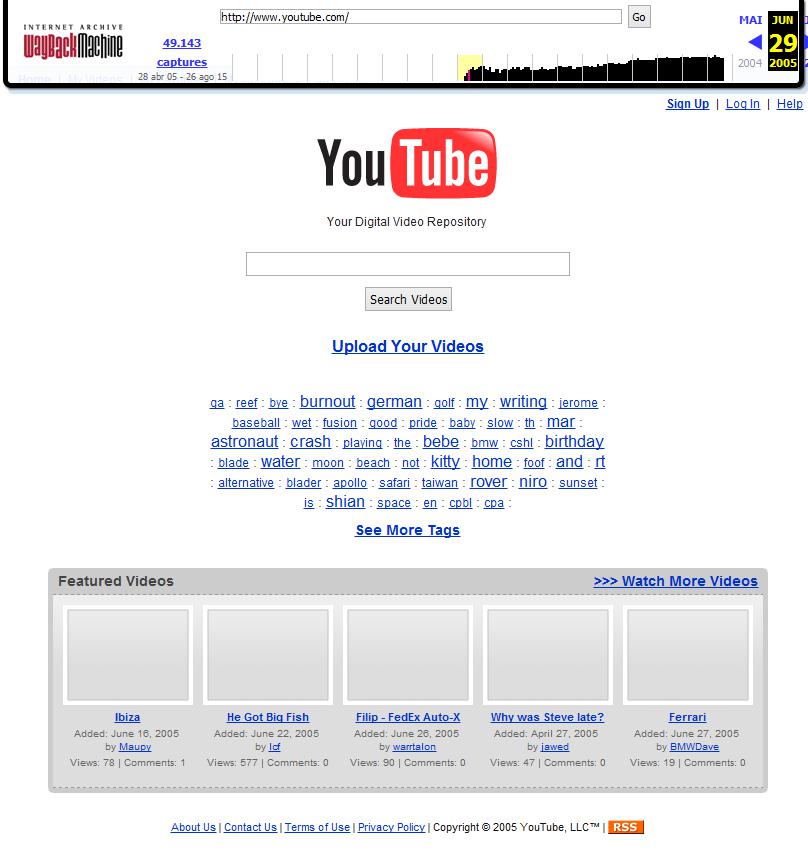 http://www.youtube.com/ Go
INTERNET ARCHIVE
WayBackMachine
49.143
captures
28 abr 05 - 26 ago 15
MAI JUN
29
2004 2005
Home | My Videos |
Sign Up | Log In | Help
YouTube
Your Digital Video Repository
Search Videos
Upload Your Videos
ga : reef : bye : burnout : german : golf : my : writing : jerome :
baseball : wet : fusion : good : pride : baby : slow : th : mar :
astronaut : crash : playing : the : bebe : bmw : cshl : birthday
: blade : water : moon : beach : not : kitty : home : foof : and : rt
: alternative : blader : apollo : safari : taiwan : rover : niro : sunset :
is : shian : space : en : cpbl : cpa :
See More Tags
Featured Videos >>> Watch More Videos
Ibiza
Added: June 16, 2005
by Maupy
Views: 78 | Comments: 1
He Got Big Fish
Added: June 22, 2005
by lcf
Views: 577 | Comments: 0
Filip - FedEx Auto-X
Added: June 26, 2005
by warrtalon
Views: 90 | Comments: 0
Why was Steve late?
Added: April 27, 2005
by jawed
Views: 47 | Comments: 0
Ferrari
Added: June 27, 2005
by BMWDave
Views: 19 | Comments: 0
About Us | Contact Us | Terms of Use | Privacy Policy | Copyright © 2005 YouTube, LLC™ | RSS